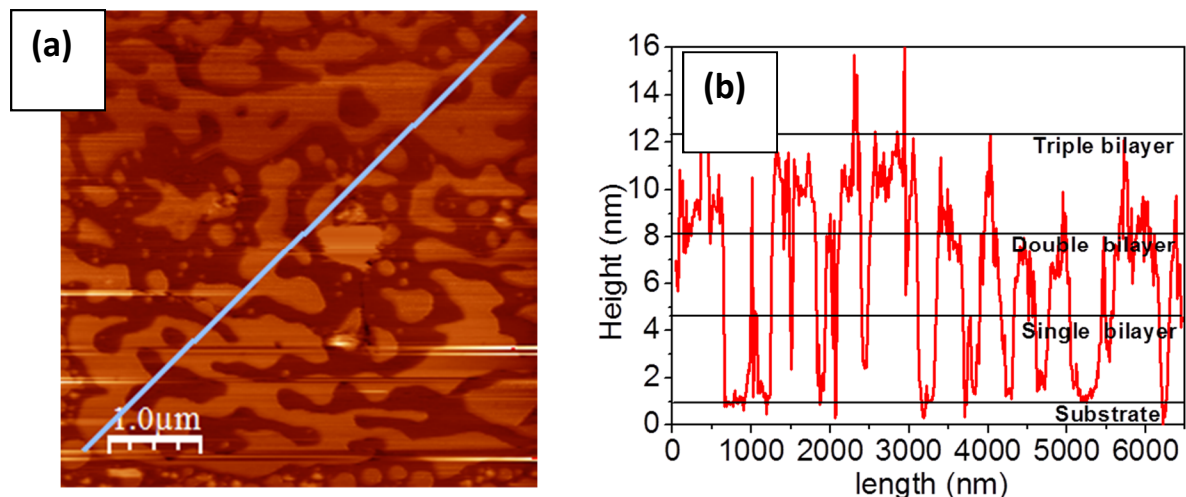 (a)
1.0μm
(b)
Height (nm)
16
14
12
10
8
6
4
2
0
Triple bilayer
Double bilayer
Single bilayer
Substrate
0 1000 2000 3000 4000 5000 6000
length (nm)